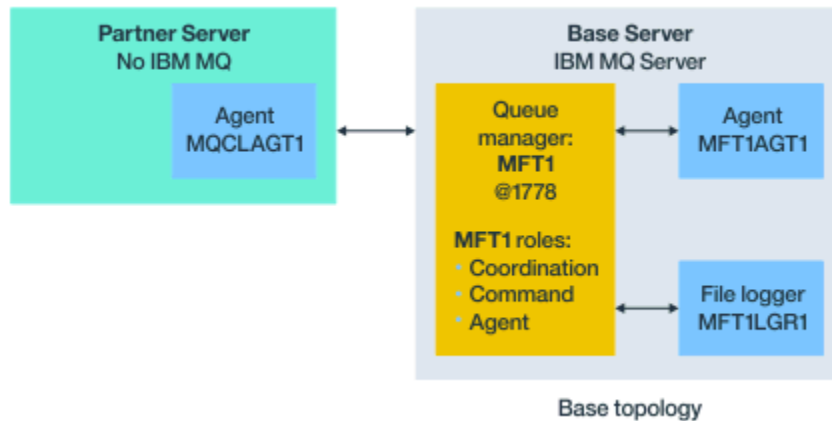 Partner Server
No IBM MQ
Agent
MQCLAGT1
Base Server
IBM MQ Server
Queue
manager:
MFT1
@1778
MFT1 roles:
• Coordination
• Command
• Agent
Agent
MFT1AGT1
File logger
MFT1LGR1
Base topology